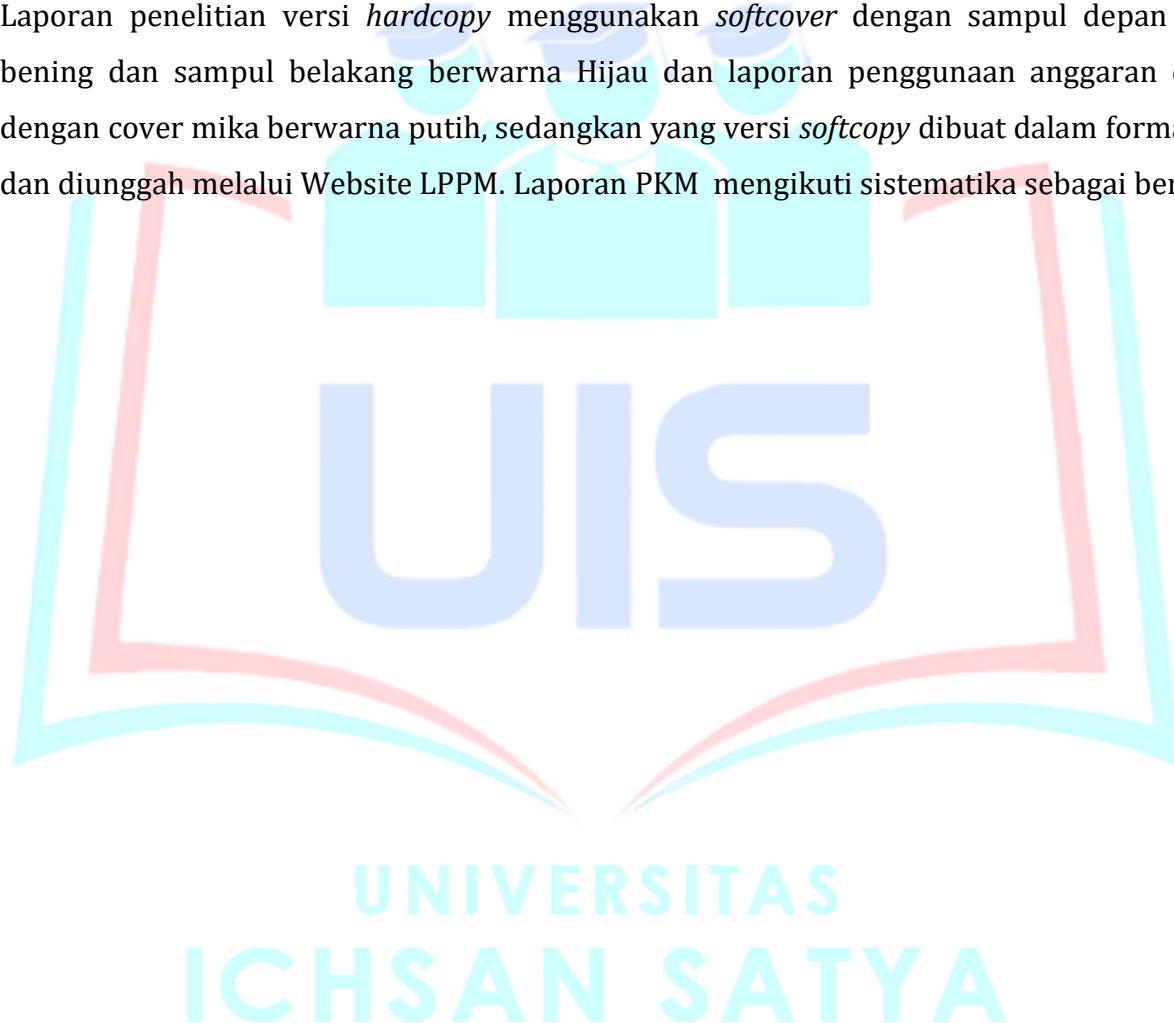 Laporan penelitian versi hardcopy menggunakan softcover dengan sampul depan
bening dan sampul belakang berwarna Hijau dan laporan penggunaan anggaran
dengan cover mika berwarna putih, sedangkan yang versi softcopy dibuat dalam
dan diunggah melalui Website LPPM. Laporan PKM mengikuti sistematika sebagai
UIS
UNIVERSITAS
ICHSAN SATYA